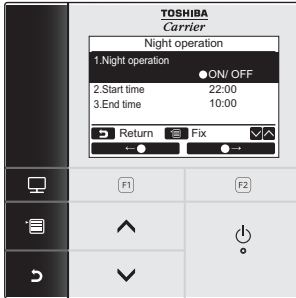 TOSHIBA
Carrier
Night operation
1.Night operation
●ON/ OFF
2.Start time 22:00
3.End time 10:00
Return Fix
←● ●→
F1 F2